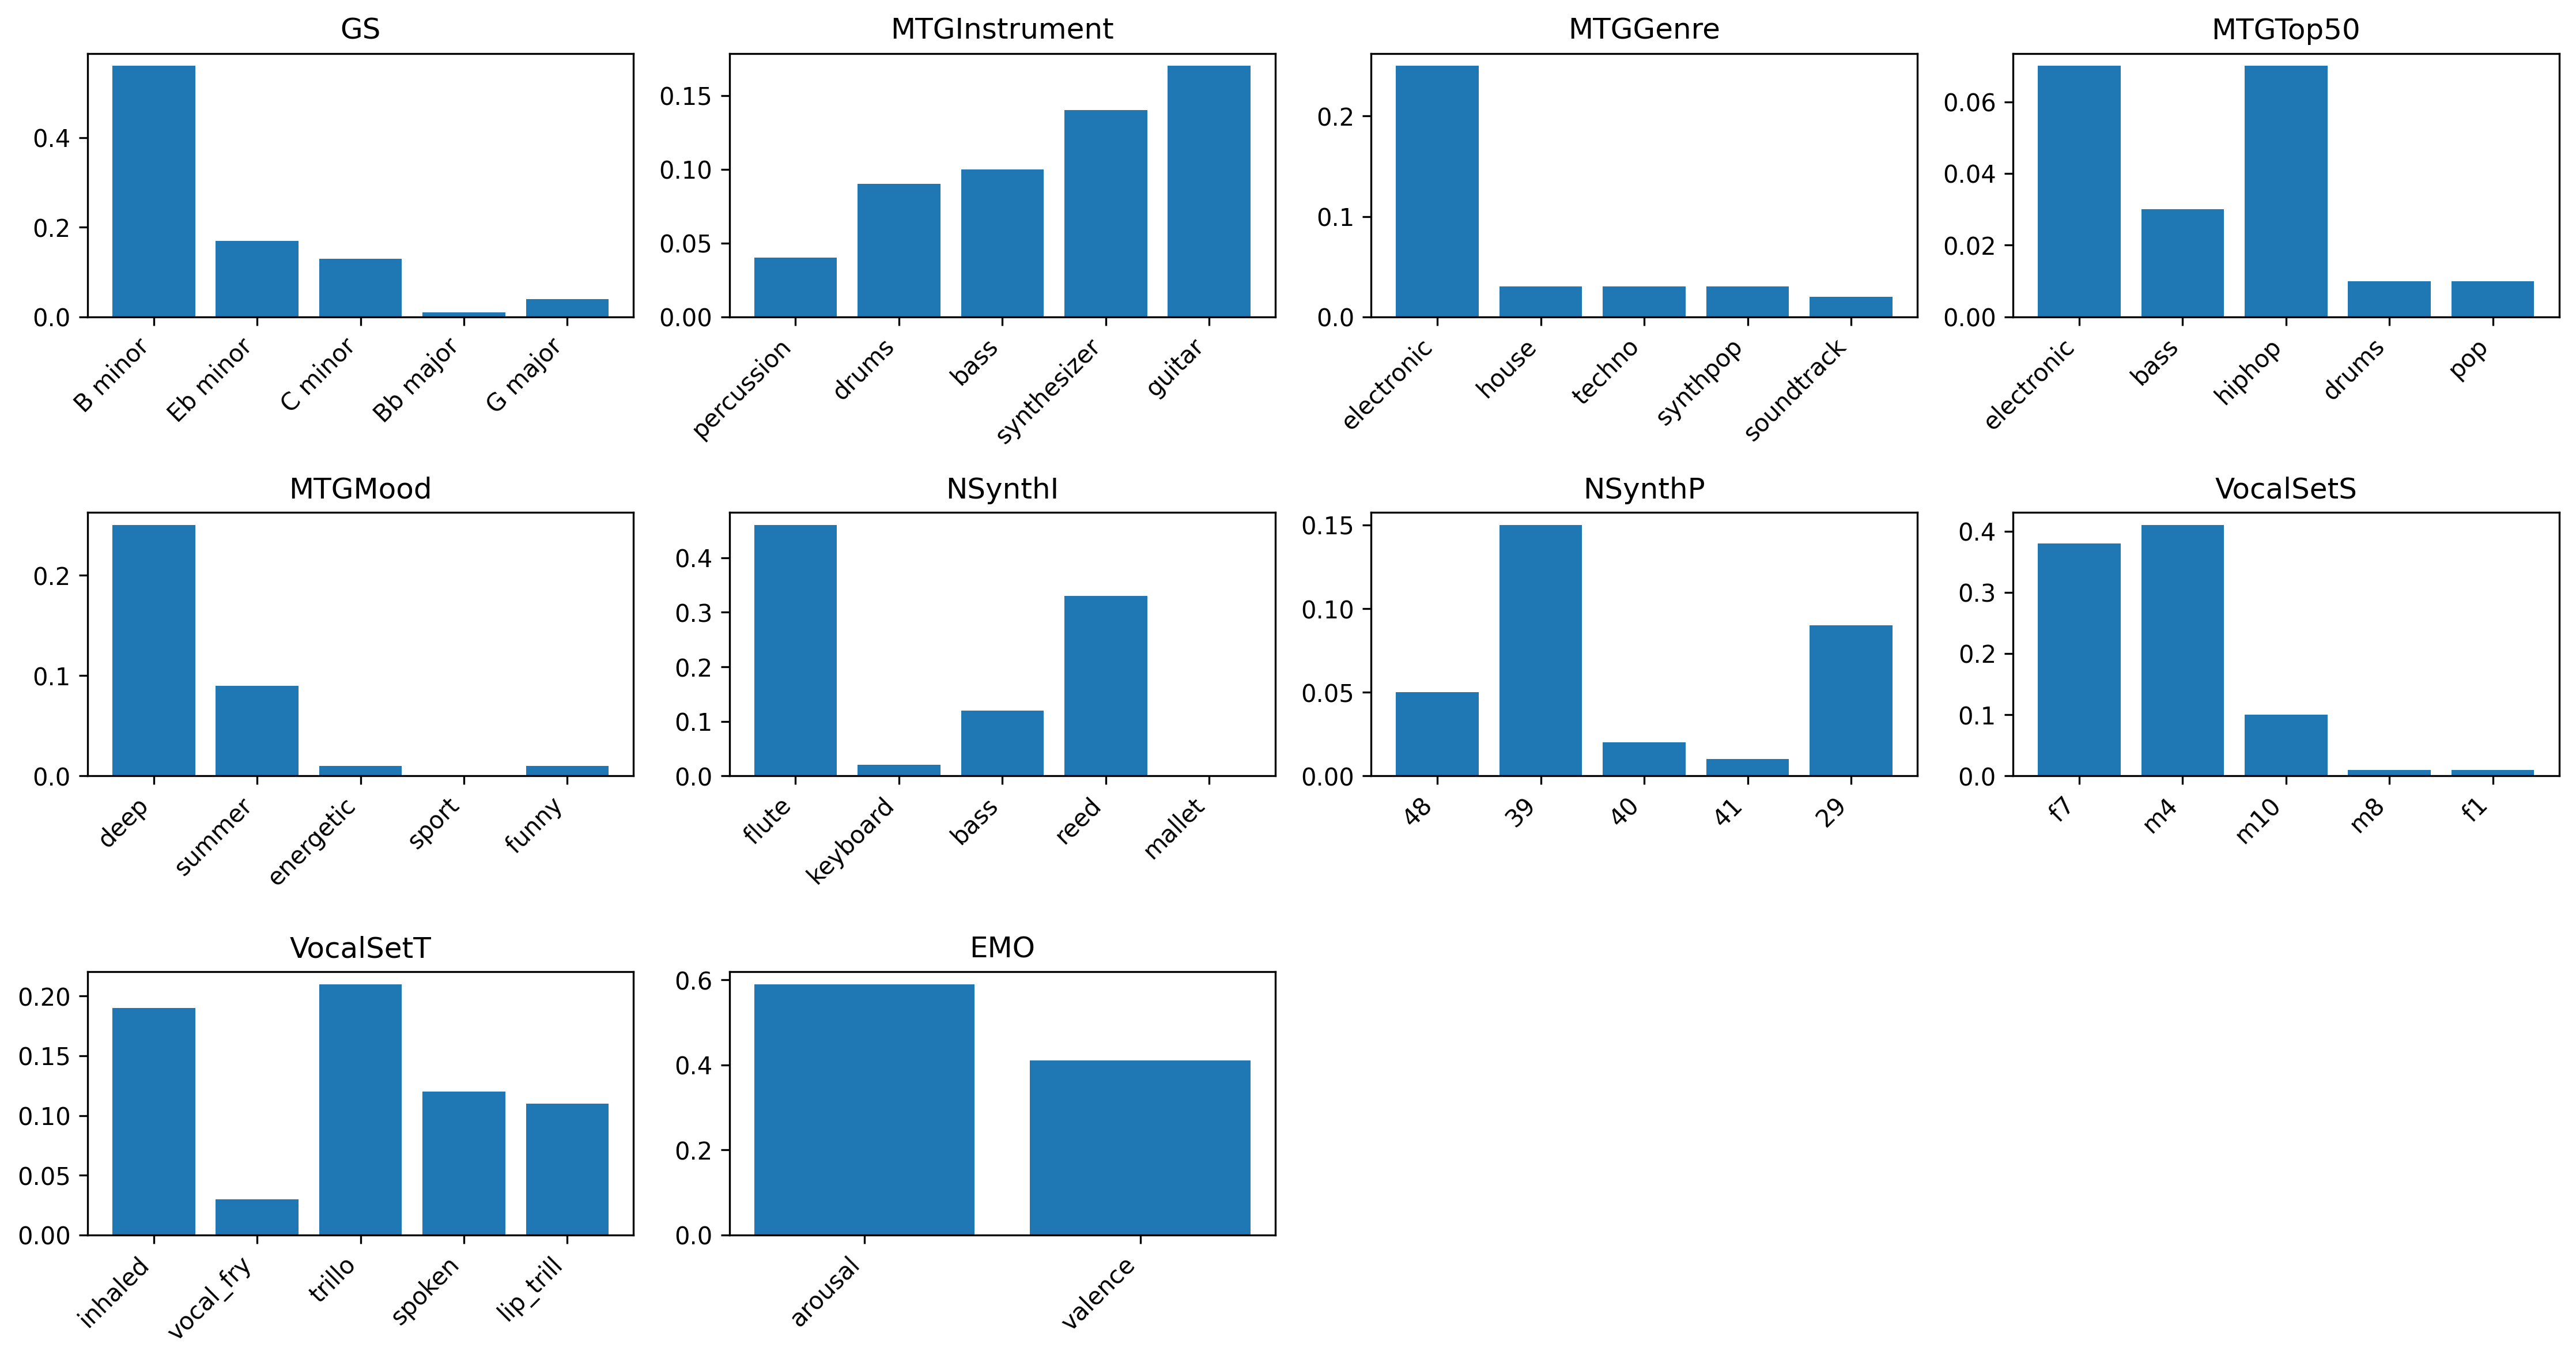 GS
0.4
0.2
0.0
B minor
Eb minor
C minor
Bb major
G major
MTGInstrument
0.15
0.10
0.05
0.00
percussion
drums
bass
synthesizer
guitar
MTGGenre
0.2
0.1
0.0
electronic
house
techno
synthpop
soundtrack
MTGTop50
0.06
0.04
0.02
0.00
electronic
bass
hiphop
drums
pop
MTGMood
0.2
0.1
0.0
deep
summer
energetic
sport
funny
NSynthI
0.4
0.3
0.2
0.1
0.0
flute
keyboard
bass
reed
mallet
NSynthP
0.15
0.10
0.05
0.00
48
39
40
41
29
VocalSetS
0.4
0.3
0.2
0.1
0.0
f7
m4
m10
m8
f1
VocalSetT
0.20
0.15
0.10
0.05
0.00
inhaled
vocal_fry
trillo
spoken
lip_trill
EMO
0.6
0.4
0.2
0.0
arousal
valence